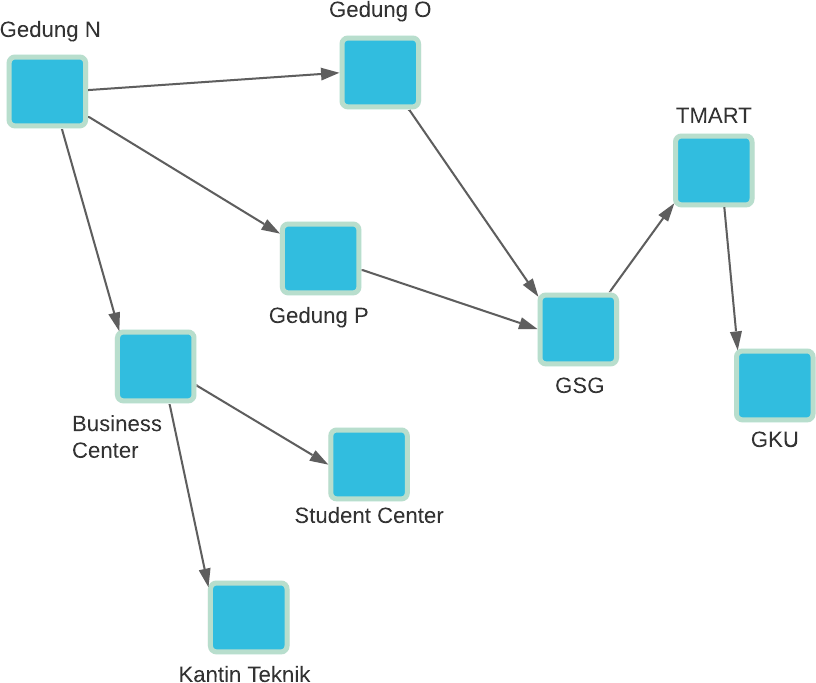 Gedung N
Gedung O
TMART
Gedung P
GSG
Business
Center
GKU
Student Center
Kantin Teknik